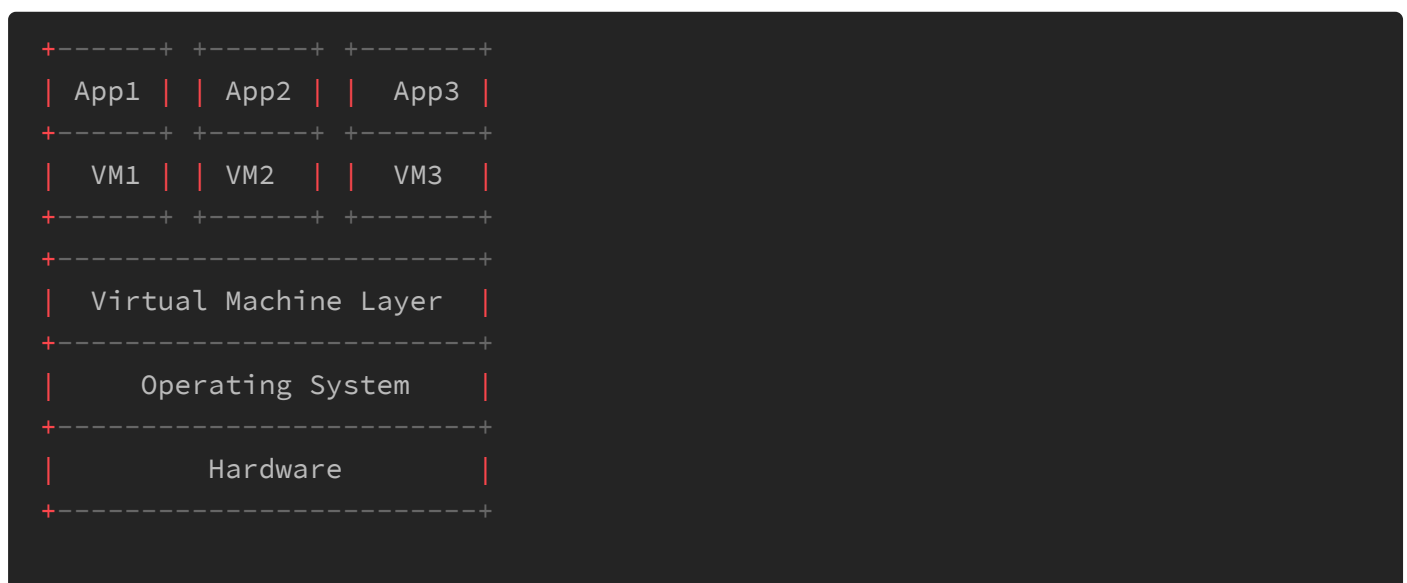 +------+ +------+ +-------+
| App1 | | App2 | |  App3 |
+------+ +------+ +-------+
|  VM1 | | VM2  | |  VM3  |
+------+ +------+ +-------+
+-------------------------+
|  Virtual Machine Layer  |
+-------------------------+
|     Operating System    |
+-------------------------+
|         Hardware        |
+-------------------------+